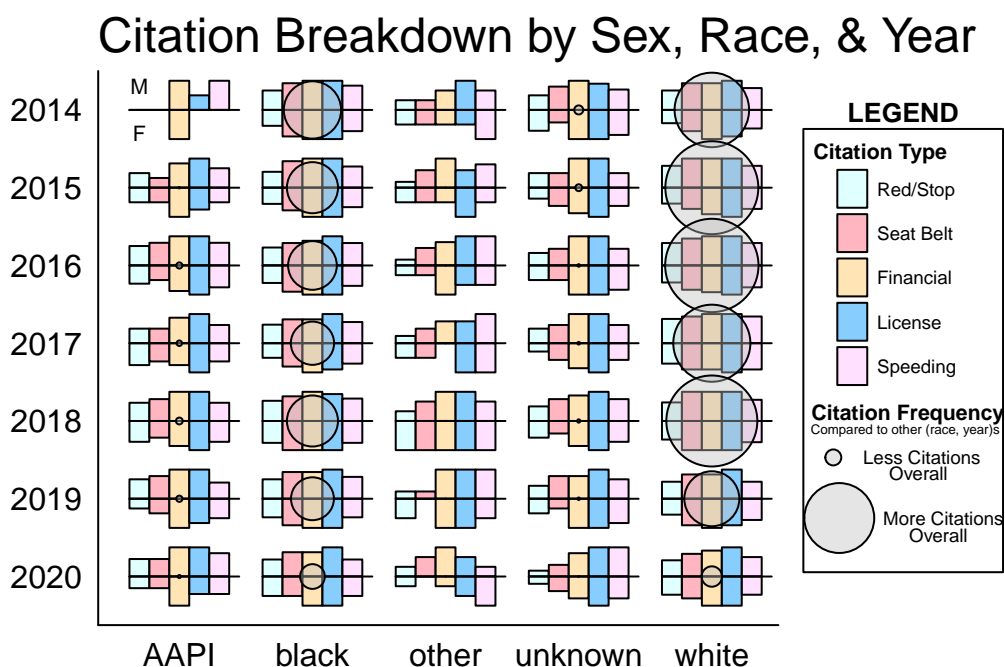 Citation Breakdown by Sex, Race, & Year
M
F
2014
2015
2016
2017
2018
2019
2020
AAPI black other unknown white
LEGEND
Citation Type
Red/Stop
Seat Belt
Financial
License
Speeding
Citation Frequency
Compared to other (race, year)s
Less Citations
Overall
More Citations
Overall